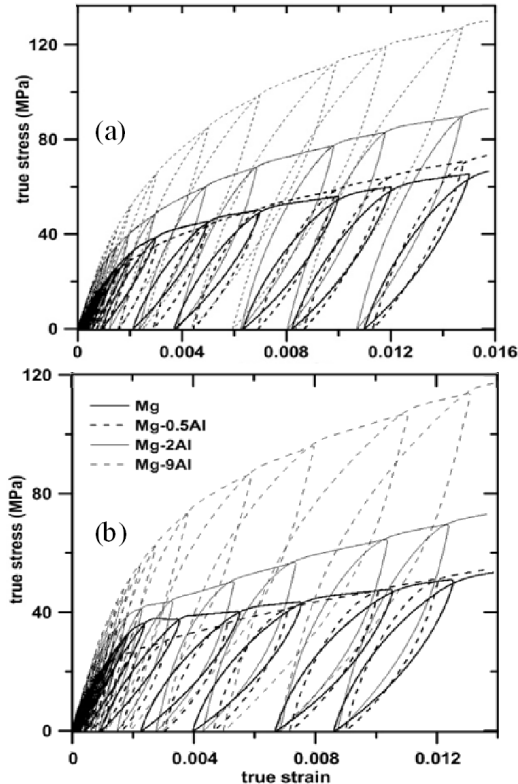 120
80
40
0
true stress (MPa)
(a)
0 0.004 0.008 0.012 0.016
120
80
40
0
true stress (MPa)
Mg
Mg-0.5Al
Mg-2Al
Mg-9Al
(b)
0 0.004 0.008 0.012
true strain